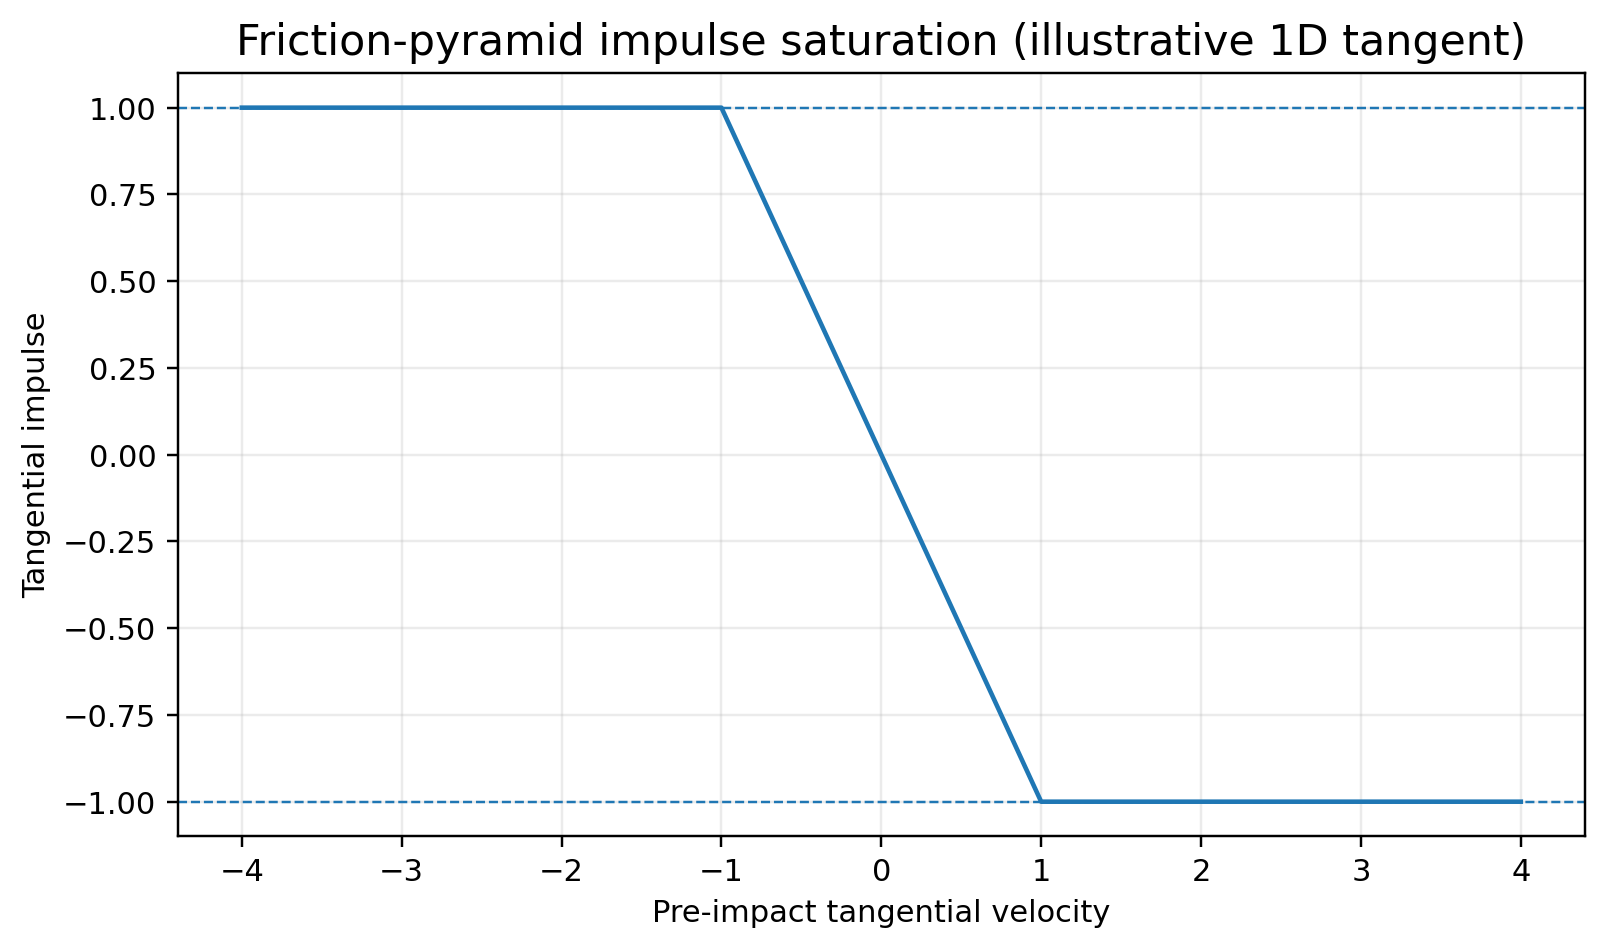 Friction-pyramid impulse saturation (illustrative 1D tangent)
Tangential impulse
1.00
0.75
0.50
0.25
0.00
−0.25
−0.50
−0.75
−1.00
−4 −3 −2 −1 0 1 2 3 4
Pre-impact tangential velocity